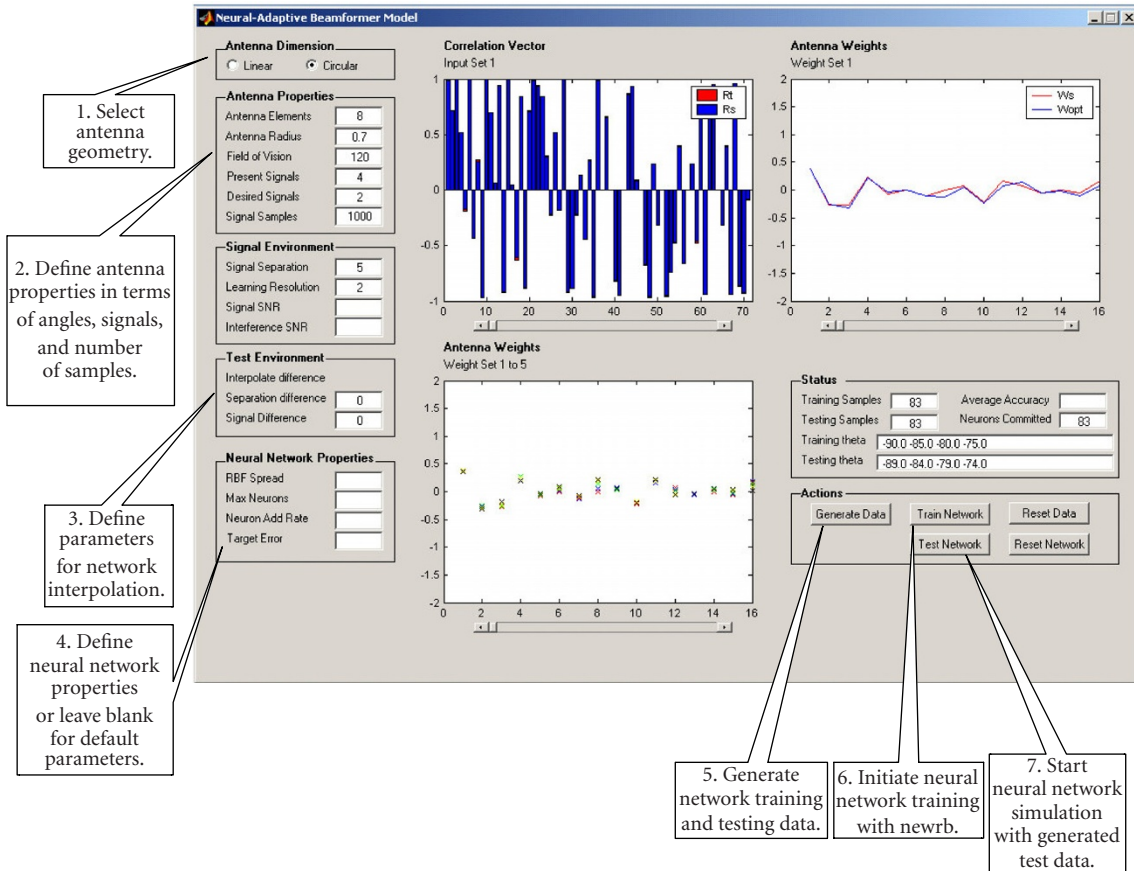 Neural-Adaptive Beamformer Model
Antenna Dimension
Linear
Circular
Antenna Properties
Antenna Elements 8
Antenna Radius 0.7
Field of Vision 120
Present Signals 4
Desired Signals 2
Signal Samples 1000
Signal Environment
Signal Separation 5
Learning Resolution 2
Signal SNR
Interference SNR
Test Environment
Interpolate difference
Separation difference 0
Signal Difference 0
Neural Network Properties
RBF Spread
Max Neurons
Neuron Add Rate
Target Error
Correlation Vector
Input Set 1
1
0.5
0
-0.5
-1
0 10 20 30 40 50 60 70
Rt
Rs
Antenna Weights
Weight Set 1
2
1.5
1
0.5
0
-0.5
-1
-1.5
-2
0 2 4 6 8 10 12 14 16
Ws
Wopt
Antenna Weights
Weight Set 1 to 5
2
1.5
1
0.5
0
-0.5
-1
-1.5
-2
0 2 4 6 8 10 12 14 16
Status
Training Samples 83 Average Accuracy
Testing Samples 83 Neurons Committed 83
Training theta -90.0 -85.0 -80.0 -75.0
Testing theta -89.0 -84.0 -79.0 -74.0
Actions
Generate Data Train Network Reset Data
Test Network Reset Network
1. Select
antenna
geometry.
2. Define antenna
properties in terms
of angles, signals,
and number
of samples.
3. Define
parameters
for network
interpolation.
4. Define
neural network
properties
or leave blank
for default
parameters.
5. Generate
network training
and testing data.
6. Initiate neural
network training
with newrb.
7. Start
neural network
simulation
with generated
test data.